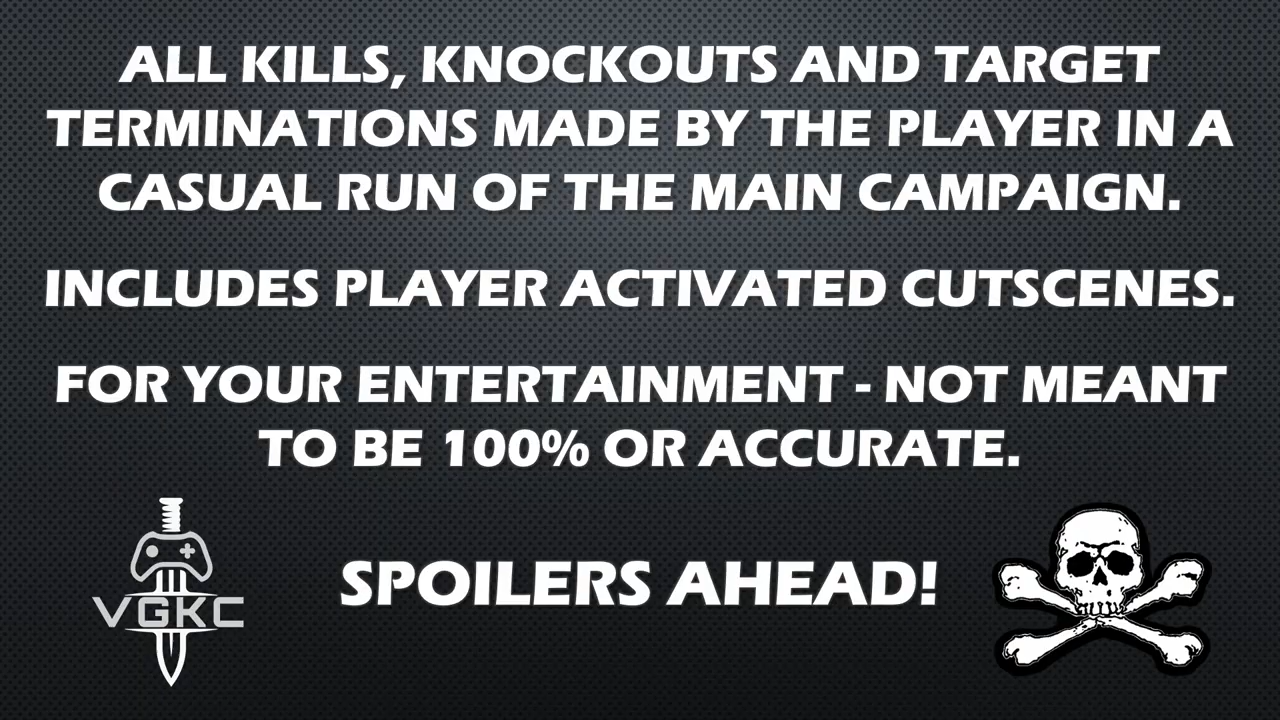 ALL KILLS, KNOCKOUTS AND TARGET
TERMINATIONS MADE BY THE PLAYER IN A
CASUAL RUN OF THE MAIN CAMPAIGN.
INCLUDES PLAYER ACTIVATED CUTSCENES.
FOR YOUR ENTERTAINMENT - NOT MEANT
TO BE 100% OR ACCURATE.
SPOILERS AHEAD!
VGKC